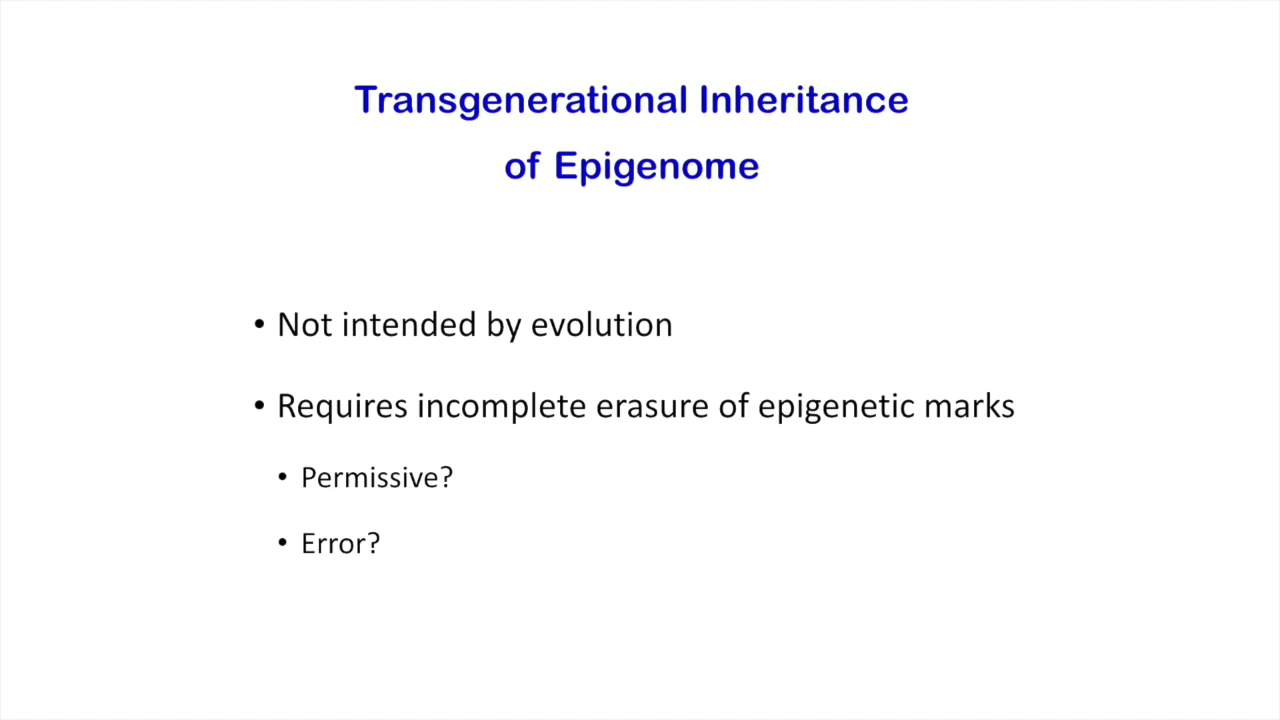 Transgenerational Inheritance
of Epigenome
• Not intended by evolution
• Requires incomplete erasure of epigenetic marks
• Permissive?
• Error?